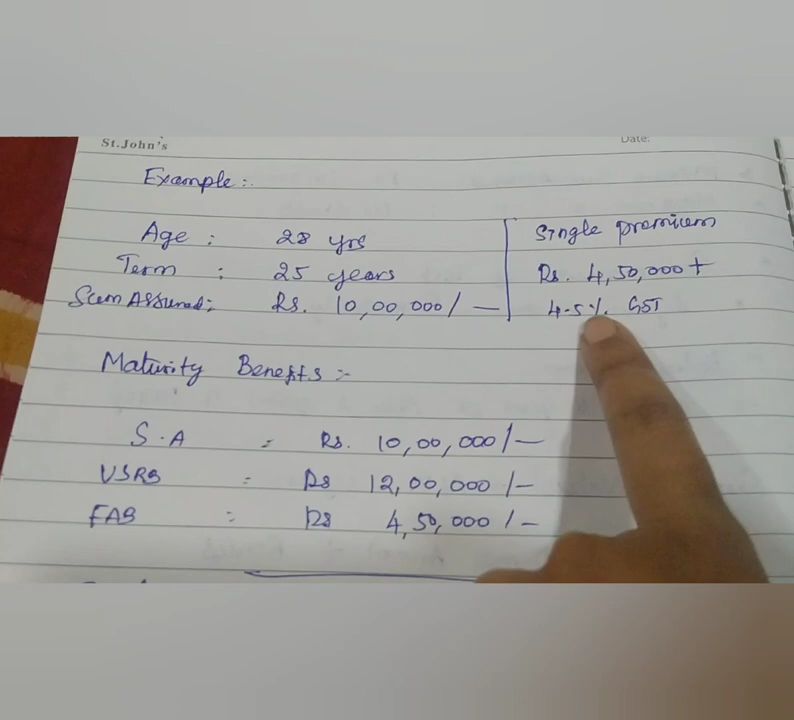 St.John's
Date:
Example:
Age : 28 yrs
Term : 25 years
Sum Assured: Rs. 10,00,000/-
Single premium
Rs. 4,50,000 +
4.5% GST
Maturity Benefits :-
S.A = Rs. 10,00,000/-
VSRB = Rs 12,00,000/-
FAB = Rs 4,50,000/-